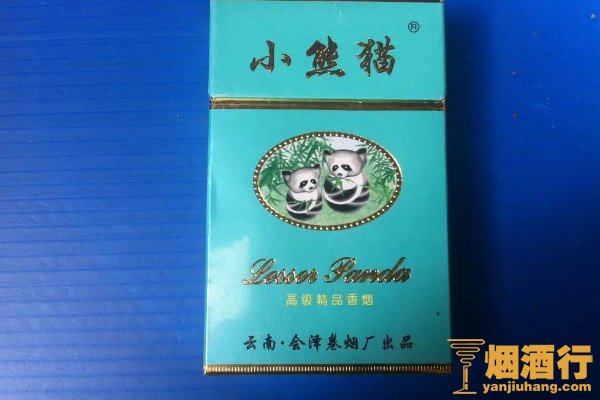 小熊猫®
Lesser Panda
高级精品香烟
云南·会泽卷烟厂出品
烟酒行
yanjiuhang.com